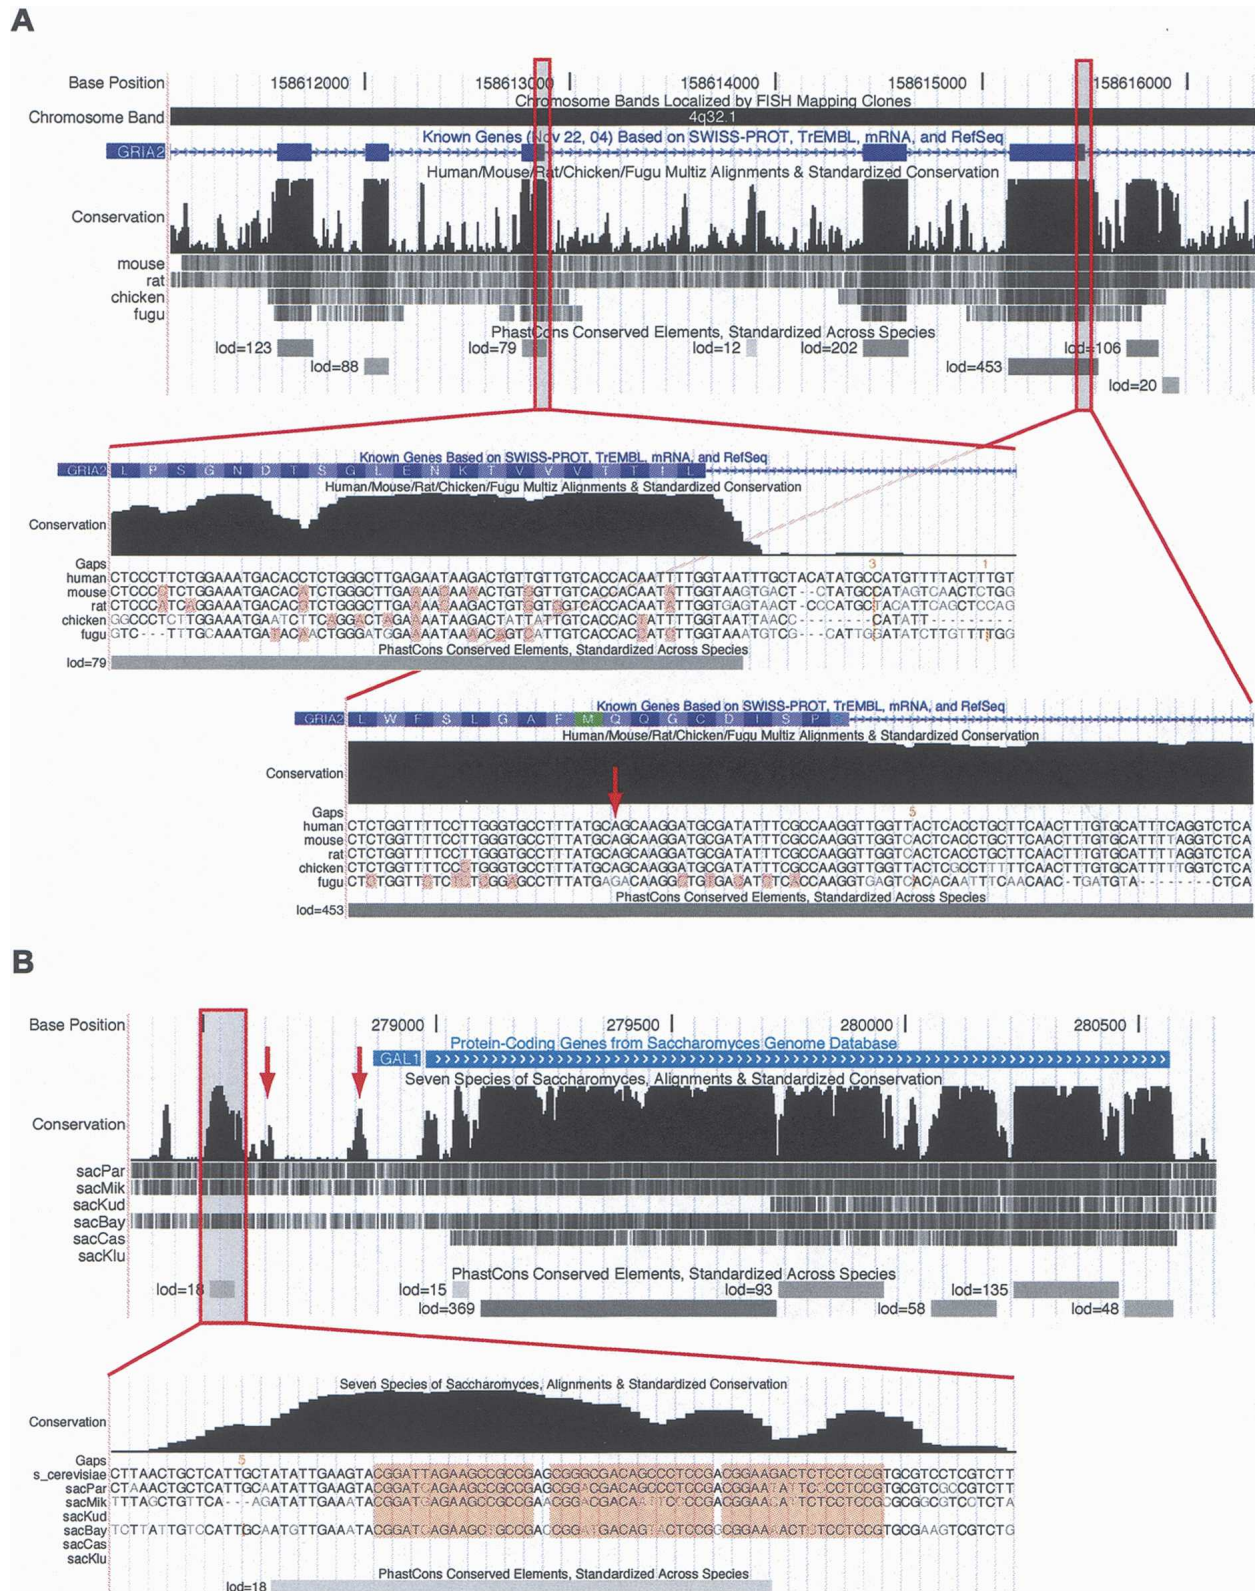 A
Base Position 158612000 158613000 158614000 158615000 158616000
Chromosome Bands Localized by FISH Mapping Clones
Chromosome Band 4q32.1
Known Genes (Nov 22, 04) Based on SWISS-PROT, TrEMBL, mRNA, and RefSeq
GRIA2
Human/Mouse/Rat/Chicken/Fugu Multiz Alignments & Standardized Conservation
Conservation
mouse
rat
chicken
fugu
PhastCons Conserved Elements, Standardized Across Species
lod=123 lod=79 lod=12 lod=202 lod=106
lod=88 lod=453
lod=20
Known Genes Based on SWISS-PROT, TrEMBL, mRNA, and RefSeq
GRIA2 L P S G N D T S G L E N K T V V V T T I L
Human/Mouse/Rat/Chicken/Fugu Multiz Alignments & Standardized Conservation
Conservation
Gaps 3 1
human CTCCCTTCTGGAAATGACACCTCTGGGCTTGAGAATAAGACTGTTGTTGTCACCACAATTTTGGTAATTTGCTACATATGCCATGTTTTACTTTGT
mouse
rat
chicken
fugu
PhastCons Conserved Elements, Standardized Across Species
lod=79
Known Genes Based on SWISS-PROT, TrEMBL, mRNA, and RefSeq
GRIA2 L W F S L G A F M Q Q G C D I S P
Human/Mouse/Rat/Chicken/Fugu Multiz Alignments & Standardized Conservation
Conservation
Gaps 5
human CTCTGGTTTTCCTTGGGTGCCTTTATGCAGCAAGGATGCGATATTTCGCCAAGGTTGGTTACTCACCTGCTTCAACTTTGTGCATTTCAGGTCTCA
mouse CTCTGGTTTTCCTTGGGTGCCTTTATGCAGCAAGGATGCGATATTTCGCCAAGGTTGGTCACTCACCTGCTTCAACTTTGTGCATTTTAGGTCTCA
rat CTCTGGTTTTCCTTGGGTGCCTTTATGCAGCAAGGATGCGATATTTCGCCAAGGTTGGTCACTCACCTGCTTCAACTTTGTGCATTTTAGGTCTCA
chicken
fugu
PhastCons Conserved Elements, Standardized Across Species
lod=453
B
Base Position 279000 279500 280000 280500
Protein-Coding Genes from Saccharomyces Genome Database
GAL1
Seven Species of Saccharomyces, Alignments & Standardized Conservation
Conservation
sacPar
sacMik
sacKud
sacBay
sacCas
sacKlu
PhastCons Conserved Elements, Standardized Across Species
lod=18 lod=15 lod=93 lod=135
lod=369 lod=58 lod=48
Seven Species of Saccharomyces, Alignments & Standardized Conservation
Conservation
Gaps 5
s_cerevisiae CTTAACTGCTCATTGCTATATTGAAGTACGGATTAGAAGCCGCCGAGCGGGCGACAGCCCTCCGACGGAAGACTCTCCTCCGTGCGTCCTCGTCTT
sacPar
sacMik
sacKud
sacBay
sacCas
sacKlu
PhastCons Conserved Elements, Standardized Across Species
lod=18